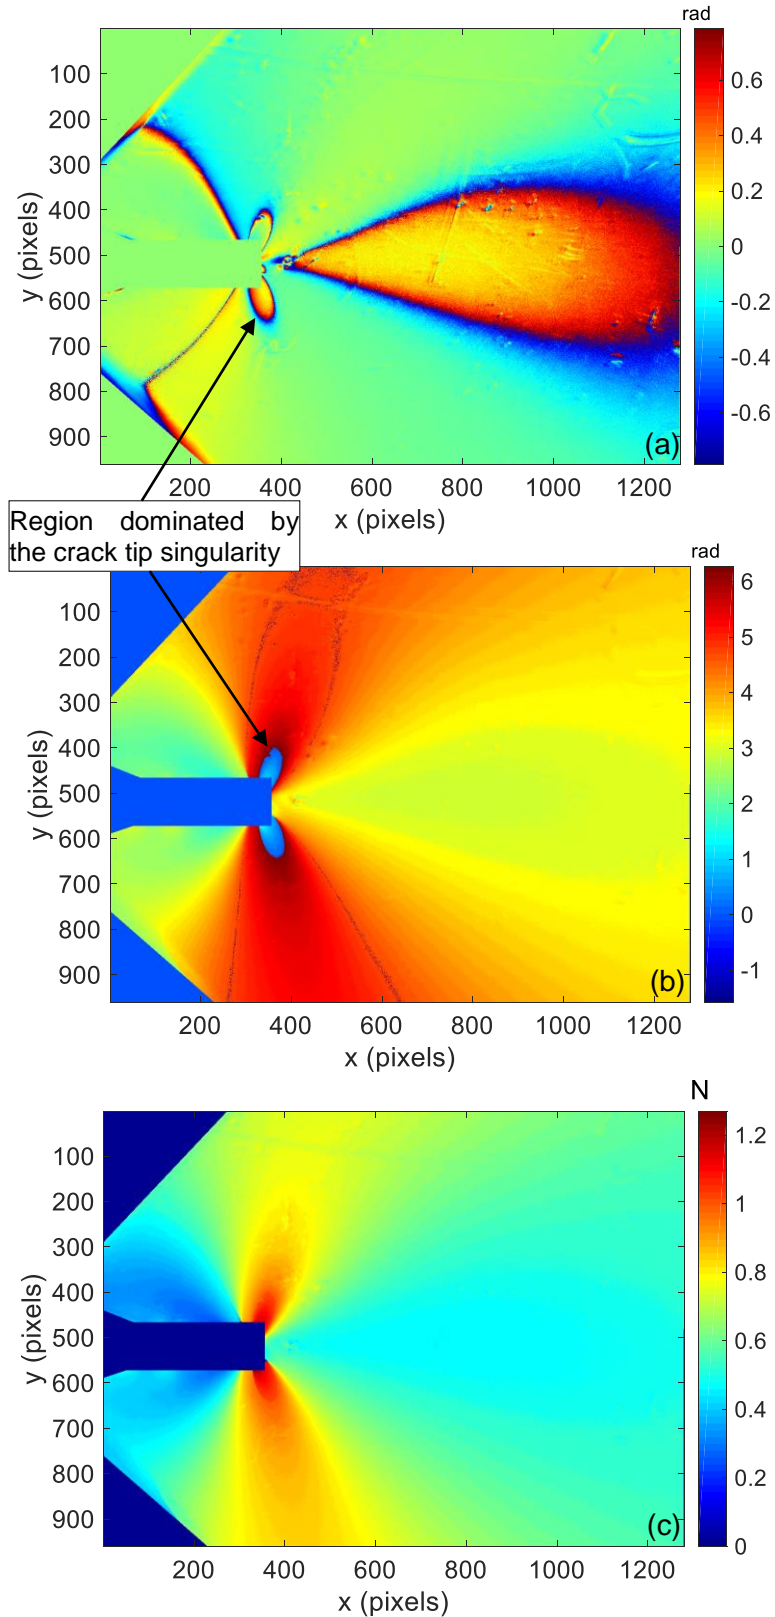 rad
100
200
300
400
500
600
700
800
900
y (pixels)
0.6
0.4
0.2
0
-0.2
-0.4
-0.6
(a)
200 400 600 800 1000 1200
x (pixels)
Region dominated by
the crack tip singularity
rad
100
200
300
400
500
600
700
800
900
y (pixels)
6
5
4
3
2
1
0
-1
(b)
200 400 600 800 1000 1200
x (pixels)
N
100
200
300
400
500
600
700
800
900
y (pixels)
1.2
1
0.8
0.6
0.4
0.2
0
(c)
200 400 600 800 1000 1200
x (pixels)